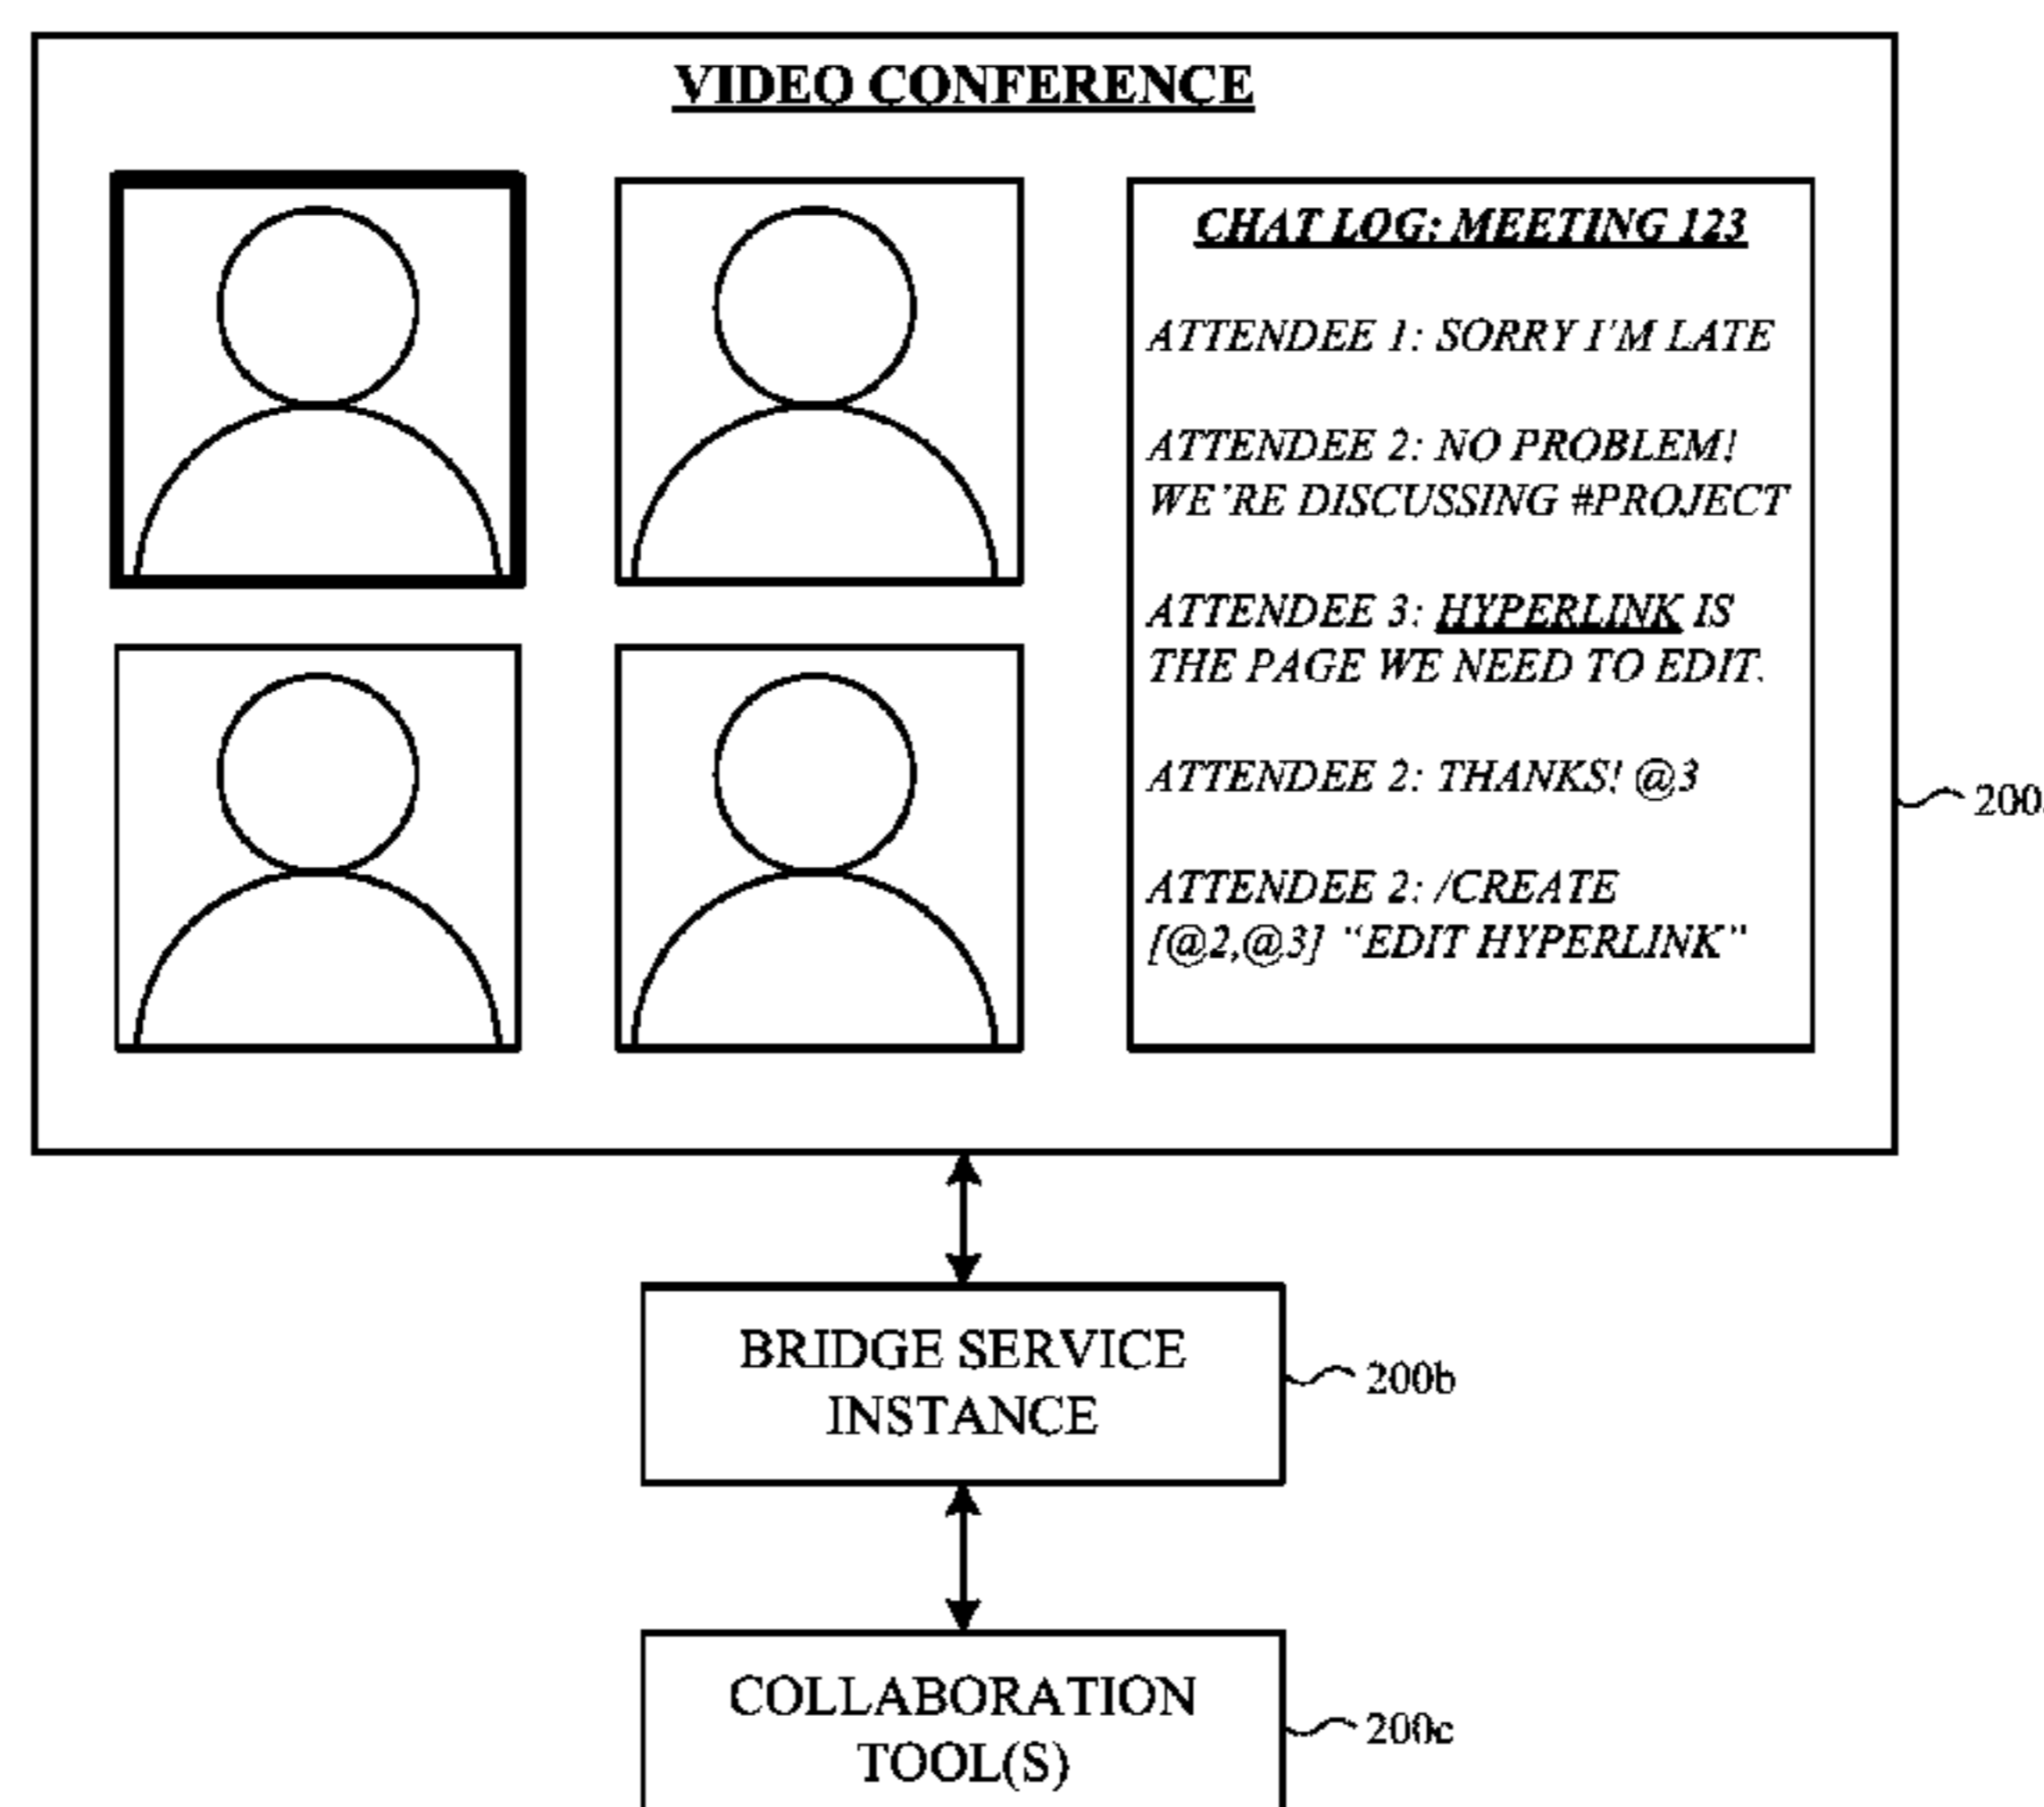 VIDEO CONFERENCE
CHAT LOG: MEETING 123
ATTENDEE 1: SORRY I'M LATE
ATTENDEE 2: NO PROBLEM!
WE'RE DISCUSSING #PROJECT
ATTENDEE 3: HYPERLINK IS
THE PAGE WE NEED TO EDIT.
ATTENDEE 2: THANKS! @3
ATTENDEE 2: /CREATE
[@2,@3] “EDIT HYPERLINK”
200
BRIDGE SERVICE
INSTANCE
200b
COLLABORATION
TOOL(S)
200c